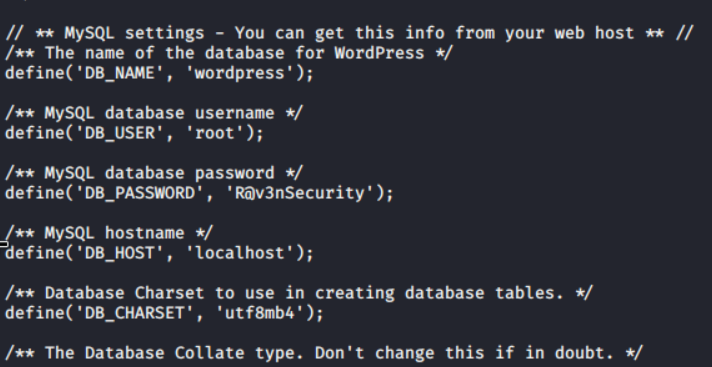 // ** MySQL settings - You can get this info from your web host ** //
/** The name of the database for WordPress */
define('DB_NAME', 'wordpress');
/** MySQL database username */
define('DB_USER', 'root');
/** MySQL database password */
define('DB_PASSWORD', 'R@v3nSecurity');
/** MySQL hostname */
define('DB_HOST', 'localhost');
/** Database Charset to use in creating database tables. */
define('DB_CHARSET', 'utf8mb4');
/** The Database Collate type. Don't change this if in doubt. */